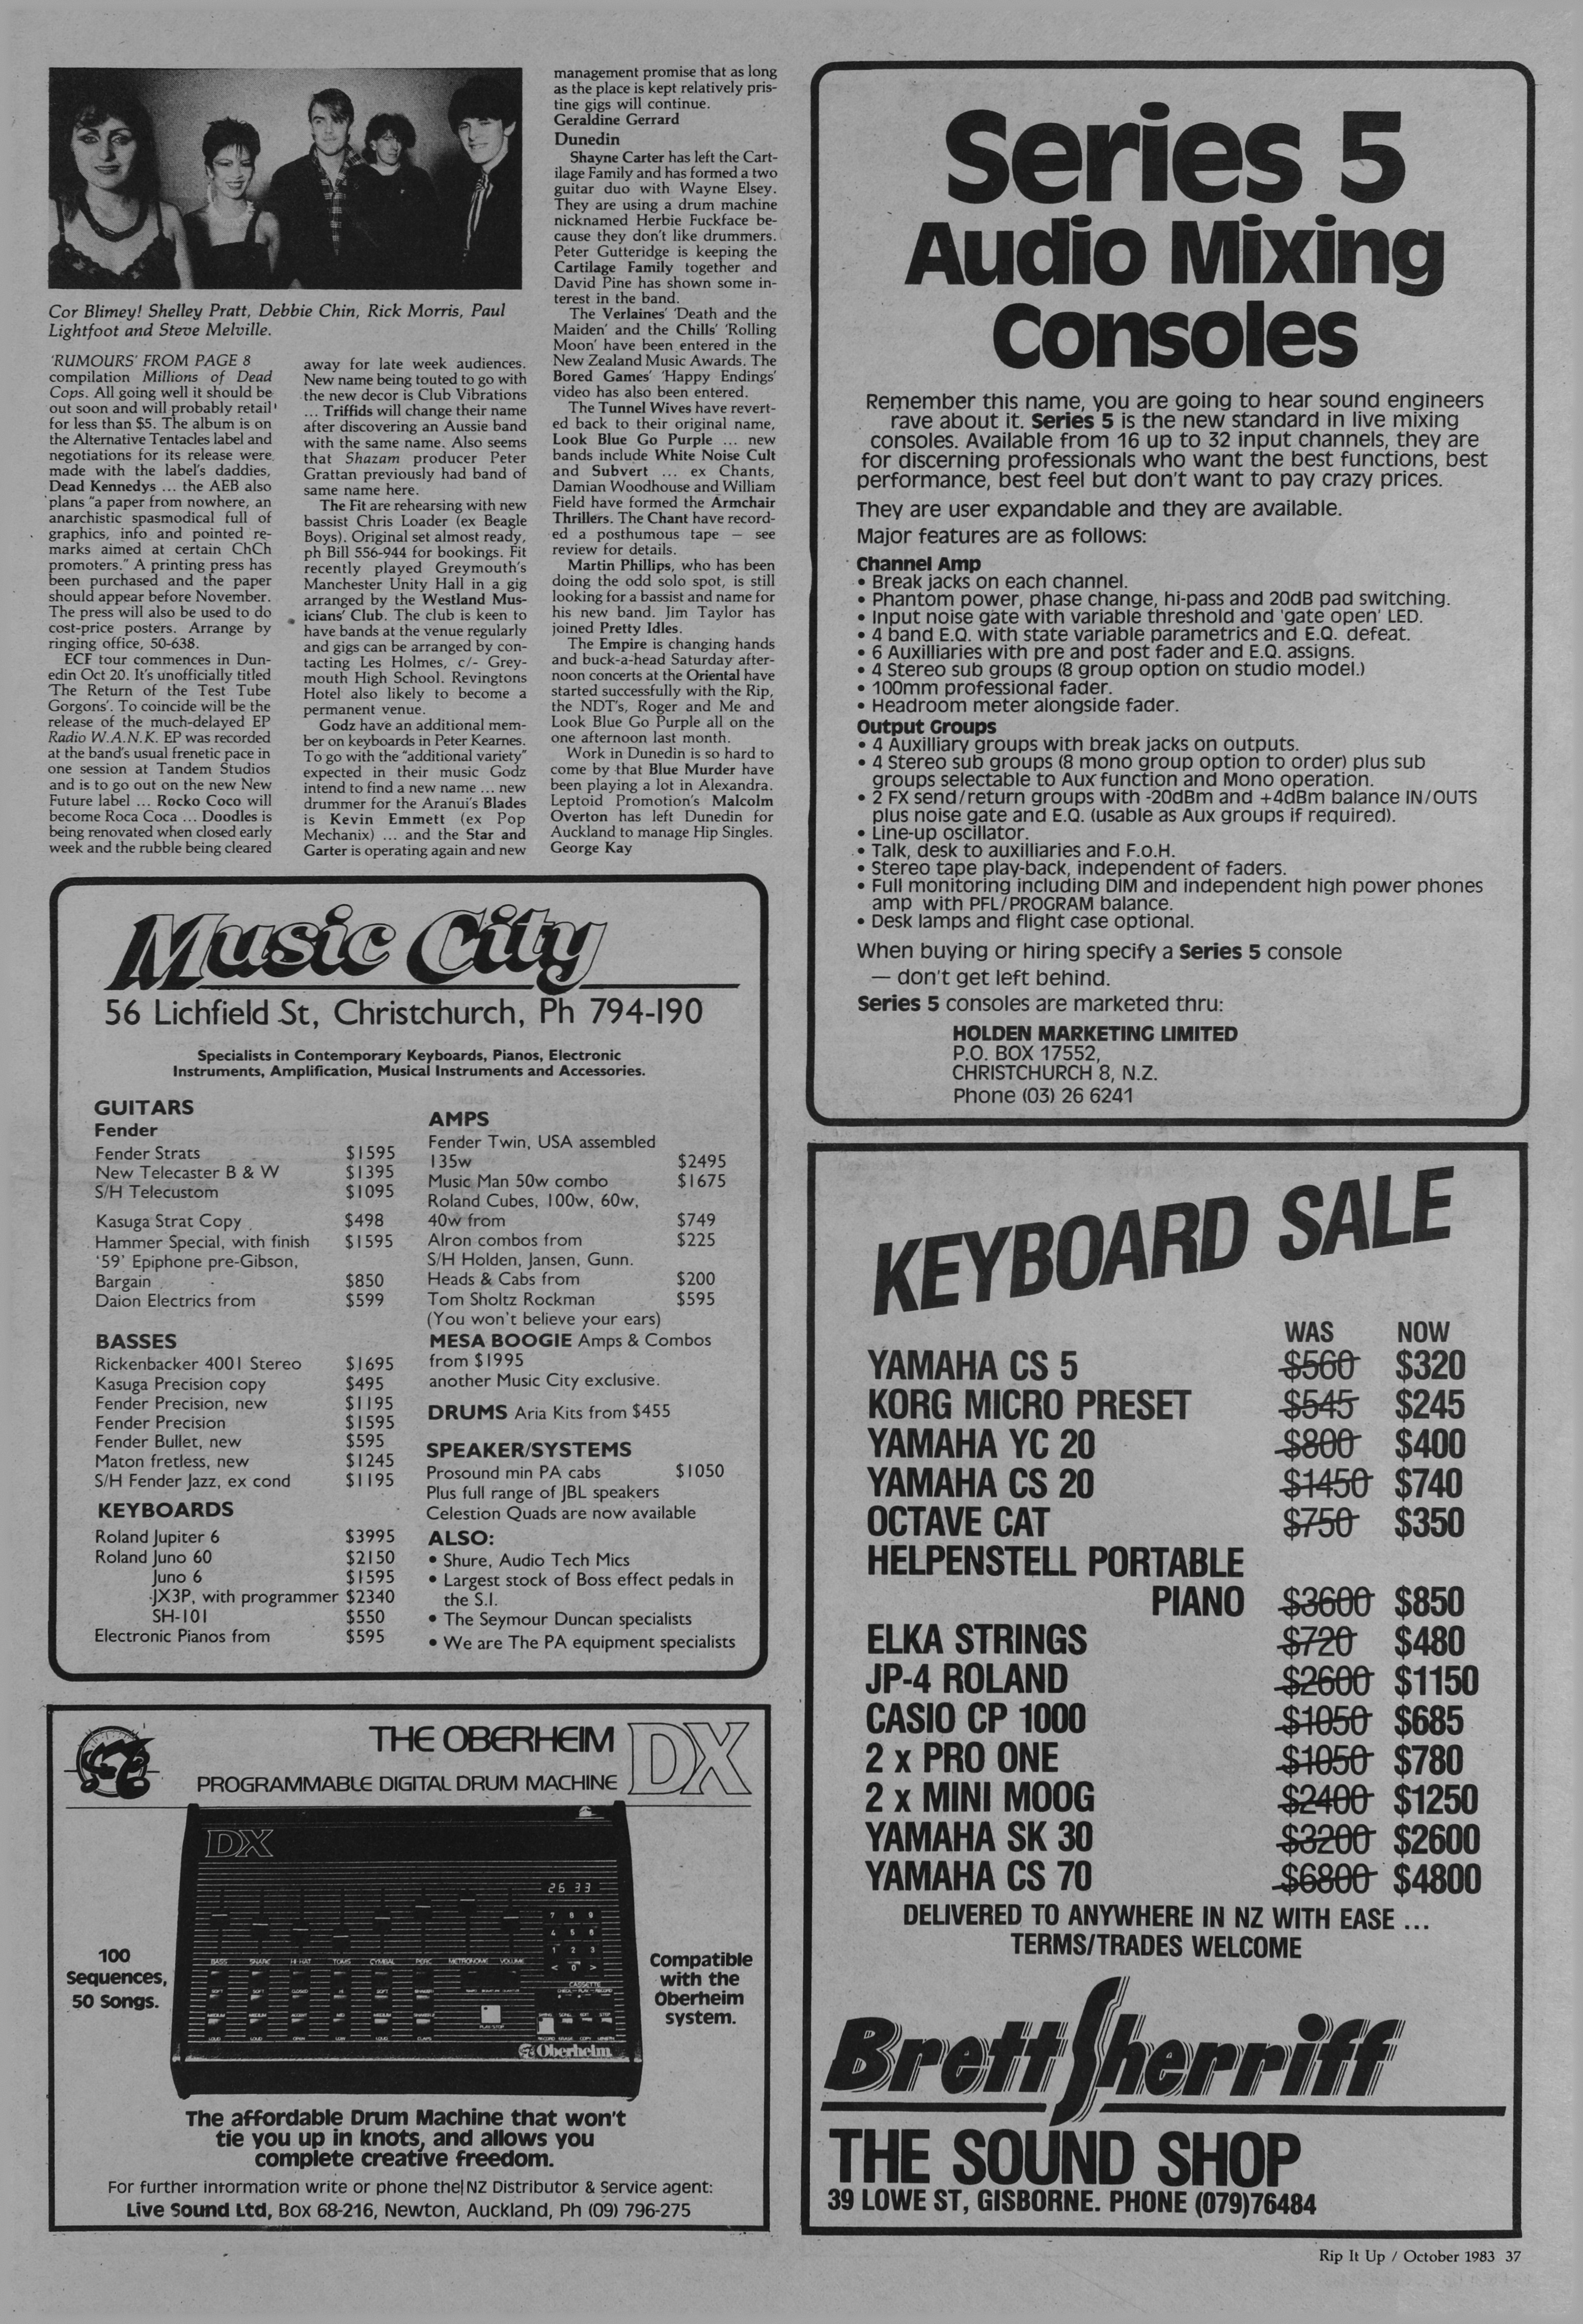 Cor Blimey! Shelley Pratt, Debbie Chin, Rick Morris, Paul
Lightfoot and Steve Melville.
'RUMOURS' FROM PAGE 8
compilation Millions of Dead
Cops. All going well it should be
out soon and will probably retail
for less than $5. The album is on
the Alternative Tentacles label and
negotiations for its release were
made with the label's daddies,
Dead Kennedys ... the AEB also
plans "a paper from nowhere, an
anarchistic spasmodical full of
graphics, info and pointed re-
marks aimed at certain ChCh
promoters." A printing press has
been purchased and the paper
should appear before November.
The press will also be used to do
cost-price posters. Arrange by
ringing office, 50-638.
ECF tour commences in Dun-
edin Oct 20. It's unofficially titled
'The Return of the Test Tube
Gorgons'. To coincide will be the
release of the much-delayed EP
Radio W.A.N.K. EP was recorded
at the band's usual frenetic pace in
one session at Tandem Studios
and is to go out on the new New
Future label ... Rocko Coco will
become Roca Coca ... Doodles is
being renovated when closed early
week and the rubble being cleared
away for late week audiences.
New name being touted to go with
the new decor is Club Vibrations
... Triffids will change their name
after discovering an Aussie band
with the same name. Also seems
that Shazam producer Peter
Grattan previously had band of
same name here.
The Fit are rehearsing with new
bassist Chris Loader (ex Beagle
Boys). Original set almost ready,
ph Bill 556-944 for bookings. Fit
recently played Greymouth's
Manchester Unity Hall in a gig
arranged by the Westland Mus-
icians' Club. The club is keen to
have bands at the venue regularly
and gigs can be arranged by con-
tacting Les Holmes, c/- Grey-
mouth High School. Revingtons
Hotel also likely to become a
permanent venue.
Godz have an additional mem-
ber on keyboards in Peter Kearnes.
To go with the "additional variety"
expected in their music Godz
intend to find a new name ... new
drummer for the Aranui's Blades
is Kevin Emmett (ex Pop
Mechanix) ... and the Star and
Garter is operating again and new
management promise that as long
as the place is kept relatively pris-
tine gigs will continue.
Geraldine Gerrard
Dunedin
Shayne Carter has left the Cart-
ilage Family and has formed a two
guitar duo with Wayne Elsey.
They are using a drum machine
nicknamed Herbie Fuckface be-
cause they don't like drummers.
Peter Gutteridge is keeping the
Cartilage Family together and
David Pine has shown some in-
terest in the band.
The Verlaines' 'Death and the
Maiden' and the Chills' 'Rolling
Moon' have been entered in the
New Zealand Music Awards. The
Bored Games' 'Happy Endings'
video has also been entered.
The Tunnel Wives have revert-
ed back to their original name,
Look Blue Go Purple ... new
bands include White Noise Cult
and Subvert ... ex Chants,
Damian Woodhouse and William
Field have formed the Armchair
Thrillers. The Chant have record-
ed a posthumous tape — see
review for details.
Martin Phillips, who has been
doing the odd solo spot, is still
looking for a bassist and name for
his new band. Jim Taylor has
joined Pretty Idles.
The Empire is changing hands
and buck-a-head Saturday after-
noon concerts at the Oriental have
started successfully with the Rip,
the NDT's, Roger and Me and
Look Blue Go Purple all on the
one afternoon last month.
Work in Dunedin is so hard to
come by that Blue Murder have
been playing a lot in Alexandra.
Leptoid Promotion's Malcolm
Overton has left Dunedin for
Auckland to manage Hip Singles.
George Kay
Music City
56 Lichfield St, Christchurch, Ph 794-190
Specialists in Contemporary Keyboards, Pianos, Electronic
Instruments, Amplification, Musical Instruments and Accessories.
GUITARS
Fender
Fender Strats $1595
New Telecaster B & W $1395
S/H Telecustom $1095
Kasuga Strat Copy $498
Hammer Special, with finish $1595
'59' Epiphone pre-Gibson,
Bargain $850
Daion Electrics from $599
BASSES
Rickenbacker 4001 Stereo $1695
Kasuga Precision copy $495
Fender Precision, new $1195
Fender Precision $1595
Fender Bullet, new $595
Maton fretless, new $1245
S/H Fender Jazz, ex cond $1195
KEYBOARDS
Roland Jupiter 6 $3995
Roland Juno 60 $2150
Juno 6 $1595
JX3P, with programmer $2340
SH-101 $550
Electronic Pianos from $595
AMPS
Fender Twin, USA assembled
135w $2495
Music Man 50w combo $1675
Roland Cubes, 100w, 60w,
40w from $749
Alron combos from $225
S/H Holden, Jansen, Gunn.
Heads & Cabs from $200
Tom Sholtz Rockman $595
(You won't believe your ears)
MESA BOOGIE Amps & Combos
from $1995
another Music City exclusive.
DRUMS Aria Kits from $455
SPEAKER/SYSTEMS
Prosound min PA cabs $1050
Plus full range of JBL speakers
Celestion Quads are now available
ALSO:
• Shure, Audio Tech Mics
• Largest stock of Boss effect pedals in
the S.I.
• The Seymour Duncan specialists
• We are The PA equipment specialists
THE OBERHEIM DX
PROGRAMMABLE DIGITAL DRUM MACHINE
DX
26 33
7 8 9
4 5 6
1 2 3
< 0 >
BASS SNARE HI HAT TOMS CYMBAL PERC METRONOME VOLUME
CASSETTE
Oberheim
100
Sequences,
50 Songs.
Compatible
with the
Oberheim
system.
The affordable Drum Machine that won't
tie you up in knots, and allows you
complete creative freedom.
For further information write or phone the NZ Distributor & Service agent:
Live Sound Ltd, Box 68-216, Newton, Auckland, Ph (09) 796-275
Series 5
Audio Mixing
Consoles
Remember this name, you are going to hear sound engineers
rave about it. Series 5 is the new standard in live mixing
consoles. Available from 16 up to 32 input channels, they are
for discerning professionals who want the best functions, best
performance, best feel but don't want to pay crazy prices.
They are user expandable and they are available.
Major features are as follows:
Channel Amp
• Break jacks on each channel.
• Phantom power, phase change, hi-pass and 20dB pad switching.
• Input noise gate with variable threshold and 'gate open' LED.
• 4 band E.Q. with state variable parametrics and E.Q. defeat.
• 6 Auxilliaries with pre and post fader and E.Q. assigns.
• 4 Stereo sub groups (8 group option on studio model.)
• 100mm professional fader.
• Headroom meter alongside fader.
Output Groups
• 4 Auxilliary groups with break jacks on outputs.
• 4 Stereo sub groups (8 mono group option to order) plus sub
groups selectable to Aux function and Mono operation.
• 2 FX send/return groups with -20dBm and +4dBm balance IN/OUTS
plus noise gate and E.Q. (usable as Aux groups if required).
• Line-up oscillator.
• Talk, desk to auxilliaries and F.o.H.
• Stereo tape play-back, independent of faders.
• Full monitoring including DIM and independent high power phones
amp with PFL/PROGRAM balance.
• Desk lamps and flight case optional.
When buying or hiring specify a Series 5 console
— don't get left behind.
Series 5 consoles are marketed thru:
HOLDEN MARKETING LIMITED
P.O. BOX 17552,
CHRISTCHURCH 8, N.Z.
Phone (03) 26 6241
KEYBOARD SALE
WAS NOW
YAMAHA CS 5 $560 $320
KORG MICRO PRESET $545 $245
YAMAHA YC 20 $800 $400
YAMAHA CS 20 $1450 $740
OCTAVE CAT $750 $350
HELPENSTELL PORTABLE
PIANO $3600 $850
ELKA STRINGS $720 $480
JP-4 ROLAND $2600 $1150
CASIO CP 1000 $1050 $685
2 x PRO ONE $1050 $780
2 x MINI MOOG $2400 $1250
YAMAHA SK 30 $3200 $2600
YAMAHA CS 70 $6800 $4800
DELIVERED TO ANYWHERE IN NZ WITH EASE ...
TERMS/TRADES WELCOME
Brett Sherriff
THE SOUND SHOP
39 LOWE ST, GISBORNE. PHONE (079)76484
Rip It Up / October 1983 37